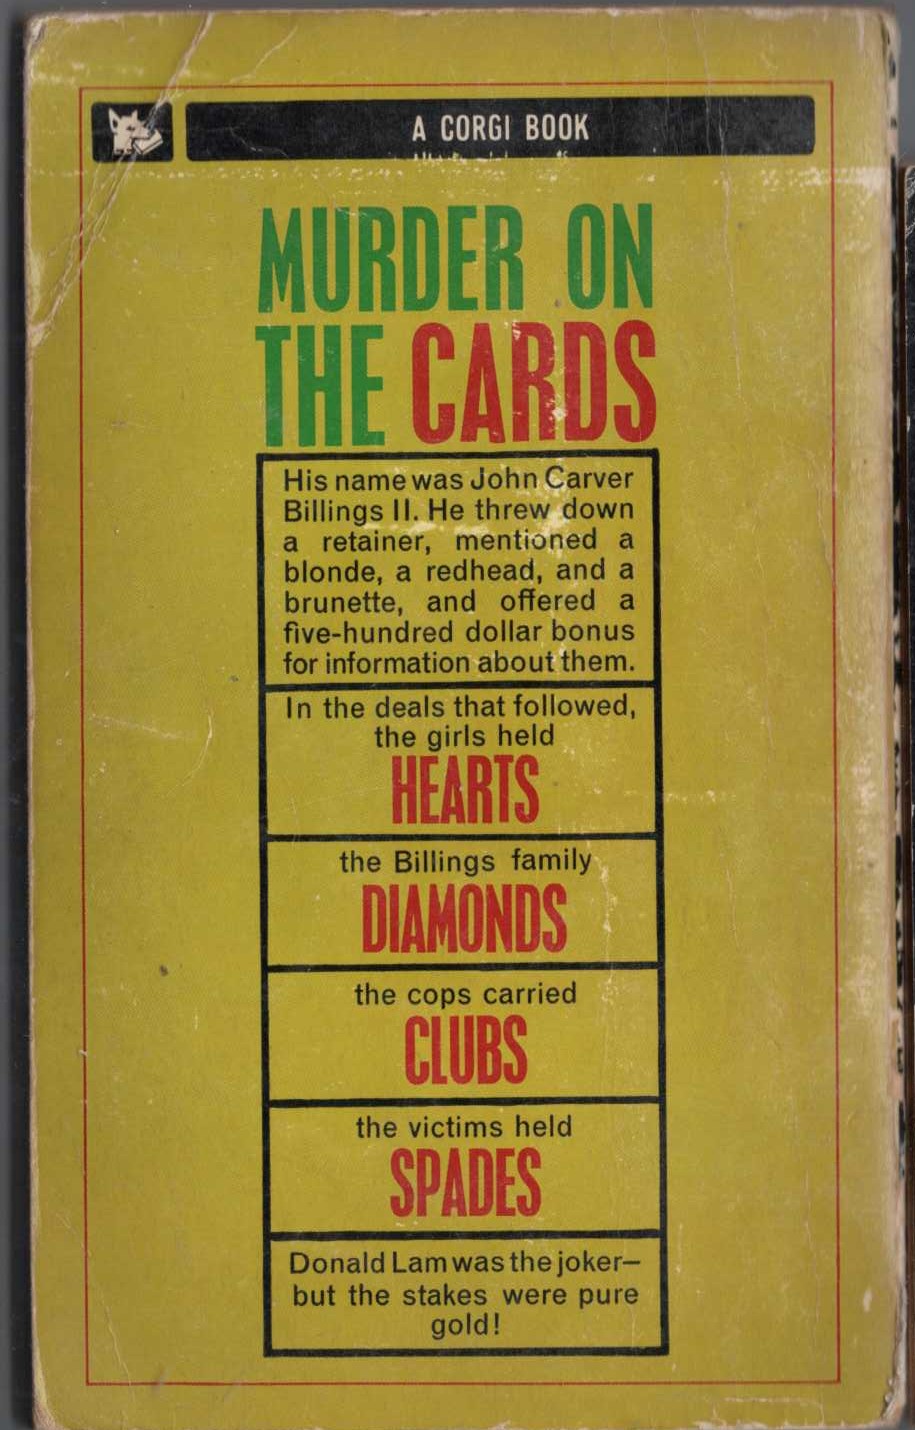 A CORGI BOOK
MURDER ON
THE CARDS
His name was John Carver
Billings II. He threw down
a retainer, mentioned a
blonde, a redhead, and a
brunette, and offered a
five-hundred dollar bonus
for information about them.
In the deals that followed,
the girls held
HEARTS
the Billings family
DIAMONDS
the cops carried
CLUBS
the victims held
SPADES
Donald Lam was the joker—
but the stakes were pure
gold!